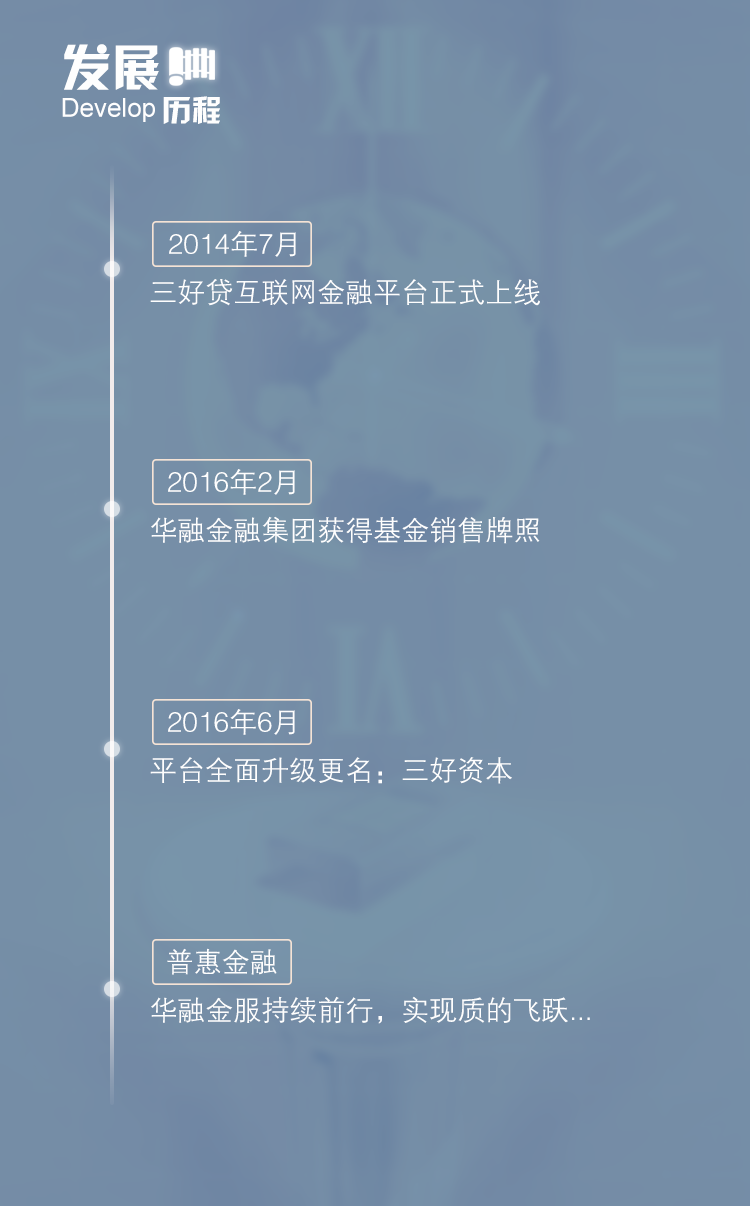 发展
Develop 历程
2014年7月
三好贷互联网金融平台正式上线
2016年2月
华融金融集团获得基金销售牌照
2016年6月
平台全面升级更名：三好资本
普惠金融
华融金服持续前行，实现质的飞跃...
XII
III
VI
IX